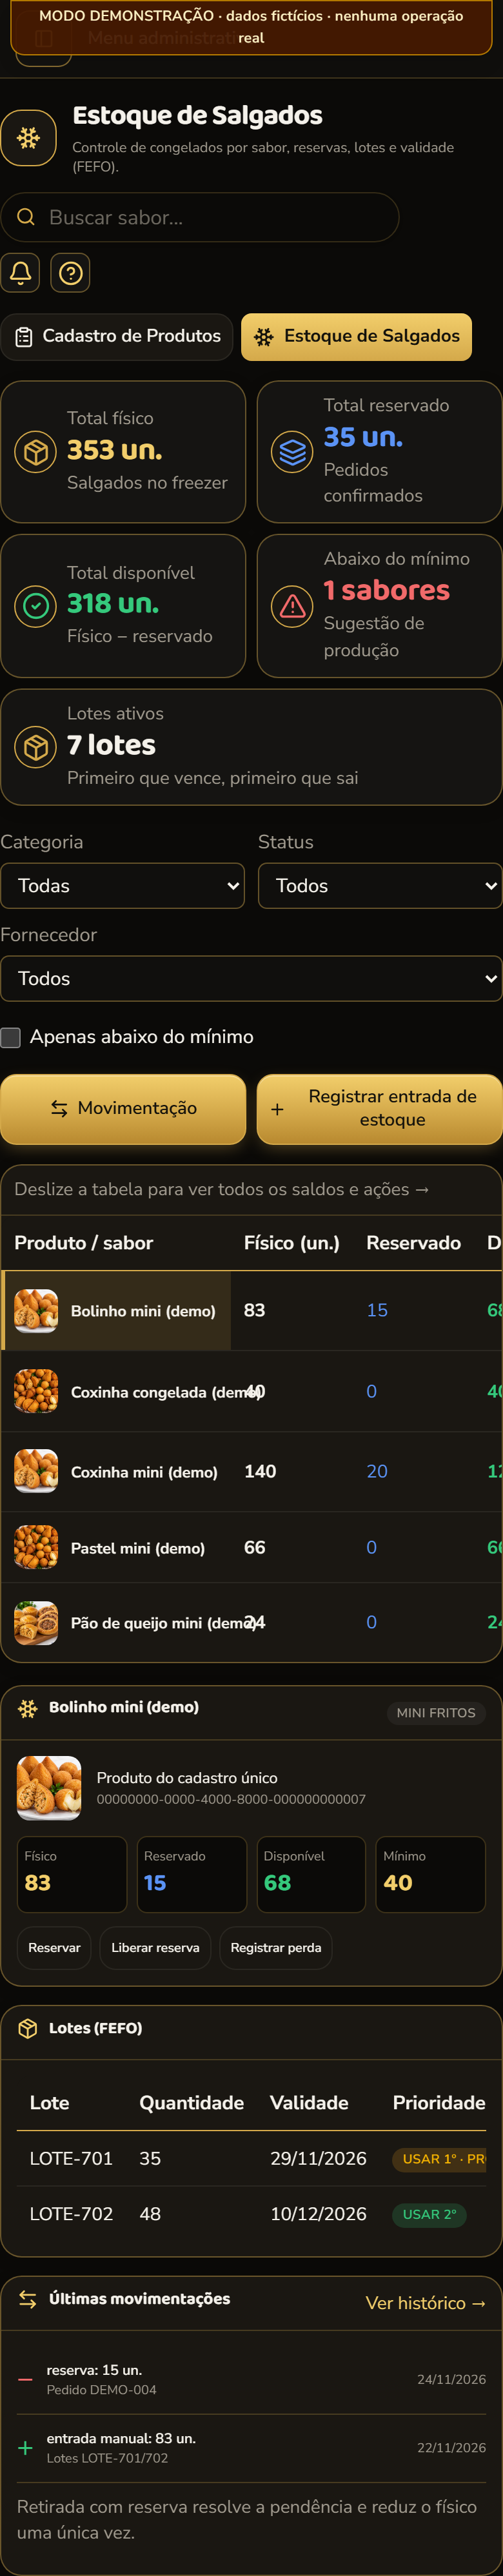 MODO DEMONSTRAÇÃO · dados fictícios · nenhuma operação
real
Menu administrati
Estoque de Salgados
Controle de congelados por sabor, reservas, lotes e validade
(FEFO).
Buscar sabor...
Cadastro de Produtos
Estoque de Salgados
Total físico
353 un.
Salgados no freezer
Total reservado
35 un.
Pedidos
confirmados
Total disponível
318 un.
Físico − reservado
Abaixo do mínimo
1 sabores
Sugestão de
produção
Lotes ativos
7 lotes
Primeiro que vence, primeiro que sai
Categoria
Status
Todas
Todos
Fornecedor
Todos
Apenas abaixo do mínimo
Movimentação
Registrar entrada de
estoque
Deslize a tabela para ver todos os saldos e ações →
Produto / sabor Físico (un.) Reservado D
Bolinho mini (demo) 83 15 68
Coxinha congelada (demo) 40 0 40
Coxinha mini (demo) 140 20 12
Pastel mini (demo) 66 0 66
Pão de queijo mini (demo) 24 0 24
Bolinho mini (demo)
MINI FRITOS
Produto do cadastro único
00000000-0000-4000-8000-000000000007
Físico Reservado Disponível Mínimo
83 15 68 40
Reservar Liberar reserva Registrar perda
Lotes (FEFO)
Lote Quantidade Validade Prioridade
LOTE-701 35 29/11/2026 USAR 1º · PR
LOTE-702 48 10/12/2026 USAR 2º
Últimas movimentações
Ver histórico →
reserva: 15 un.
Pedido DEMO-004
24/11/2026
entrada manual: 83 un.
Lotes LOTE-701/702
22/11/2026
Retirada com reserva resolve a pendência e reduz o físico
uma única vez.